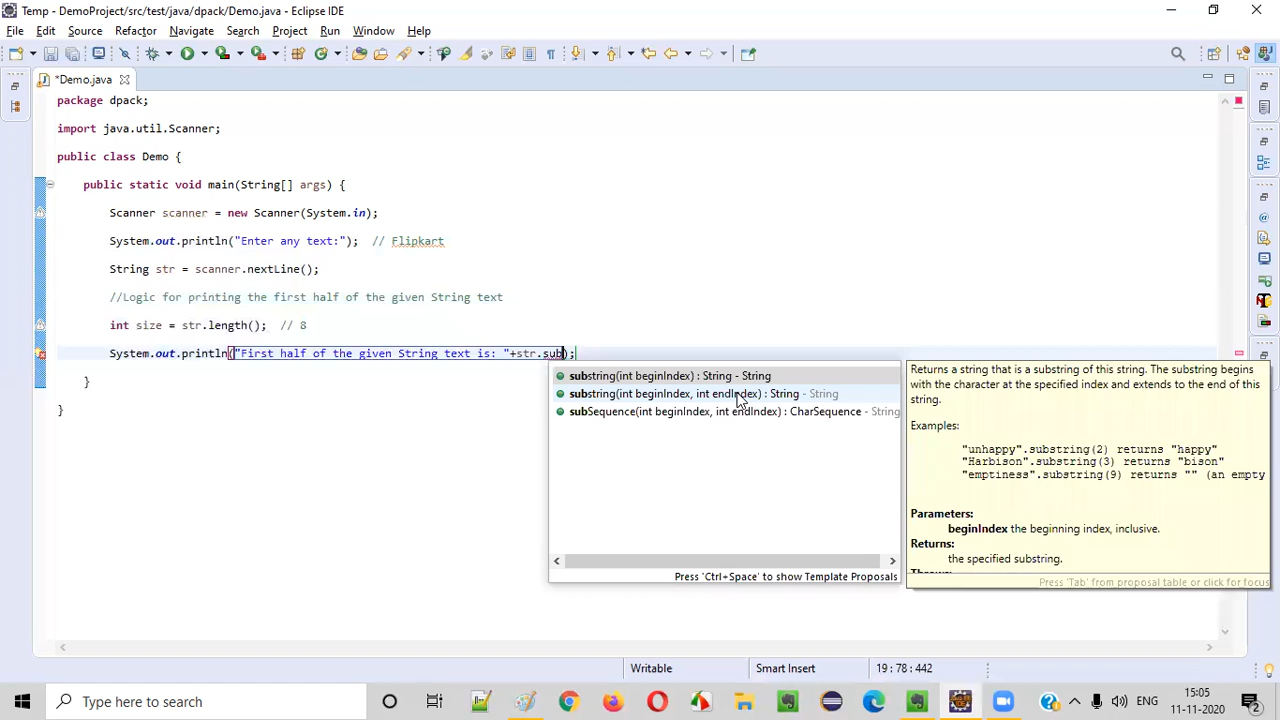 Temp - DemoProject/src/test/java/dpack/Demo.java - Eclipse IDE
File Edit Source Refactor Navigate Search Project Run Window Help
*Demo.java
package dpack;
import java.util.Scanner;
public class Demo {
public static void main(String[] args) {
Scanner scanner = new Scanner(System.in);
System.out.println("Enter any text:"); // Flipkart
String str = scanner.nextLine();
//Logic for printing the first half of the given String text
int size = str.length(); // 8
System.out.println("First half of the given String text is: "+str.sub);
}
}
substring(int beginIndex) : String - String
substring(int beginIndex, int endIndex) : String - String
subSequence(int beginIndex, int endIndex) : CharSequence - String
Press 'Ctrl+Space' to show Template Proposals
Returns a string that is a substring of this string. The substring begins
with the character at the specified index and extends to the end of this
string.
Examples:
"unhappy".substring(2) returns "happy"
"Harbison".substring(3) returns "bison"
"emptiness".substring(9) returns "" (an empty
Parameters:
beginIndex the beginning index, inclusive.
Returns:
the specified substring.
Press 'Tab' from proposal table or click for focus
Writable Smart Insert 19 : 78 : 442
Type here to search
ENG
15:05
11-11-2020
2